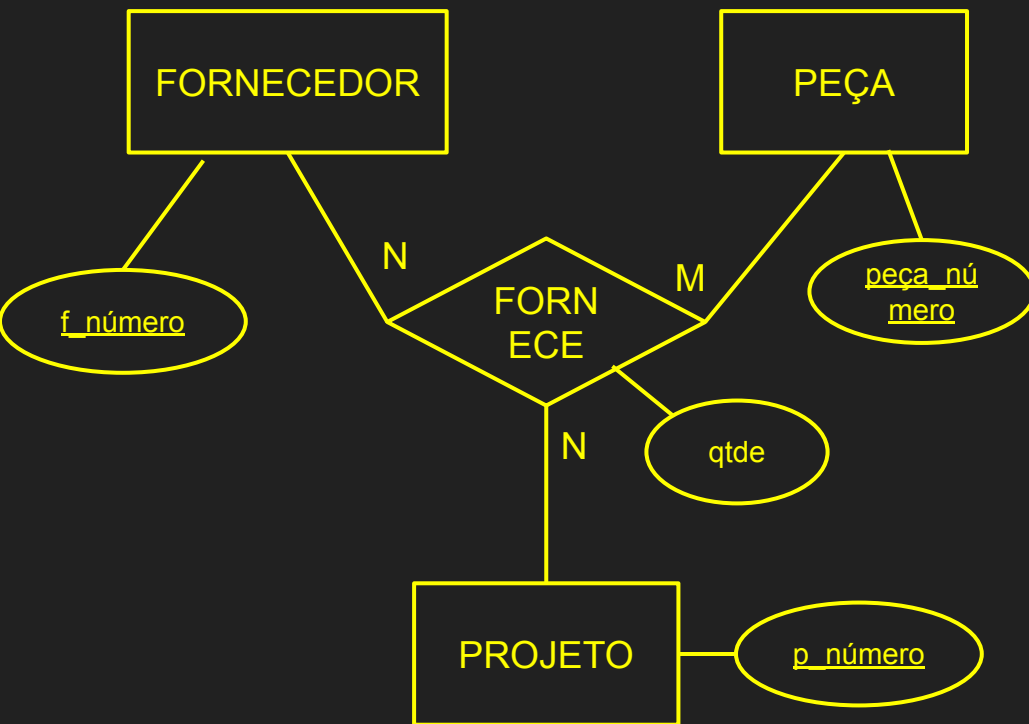 FORNECEDOR
PEÇA
N
M
FORN
ECE
peça_nú
mero
f_número
N
qtde
PROJETO
p_número